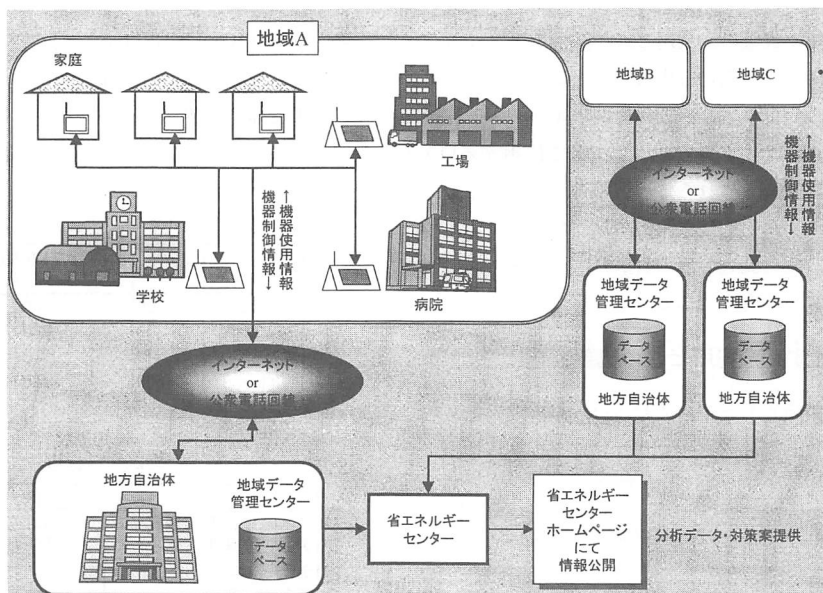 地域A
家庭
工場
学校
病院
↑機器使用情報
機器制御情報↓
インターネット
or
公衆電話回線
地方自治体
地域データ
管理センター
データ
ベース
地域B
地域C
インターネット
or
公衆電話回線
↑機器使用情報
機器制御情報↓
地域データ
管理センター
データ
ベース
地方自治体
地域データ
管理センター
データ
ベース
地方自治体
省エネルギー
センター
省エネルギー
センター
ホームページ
にて
情報公開
分析データ・対策案提供